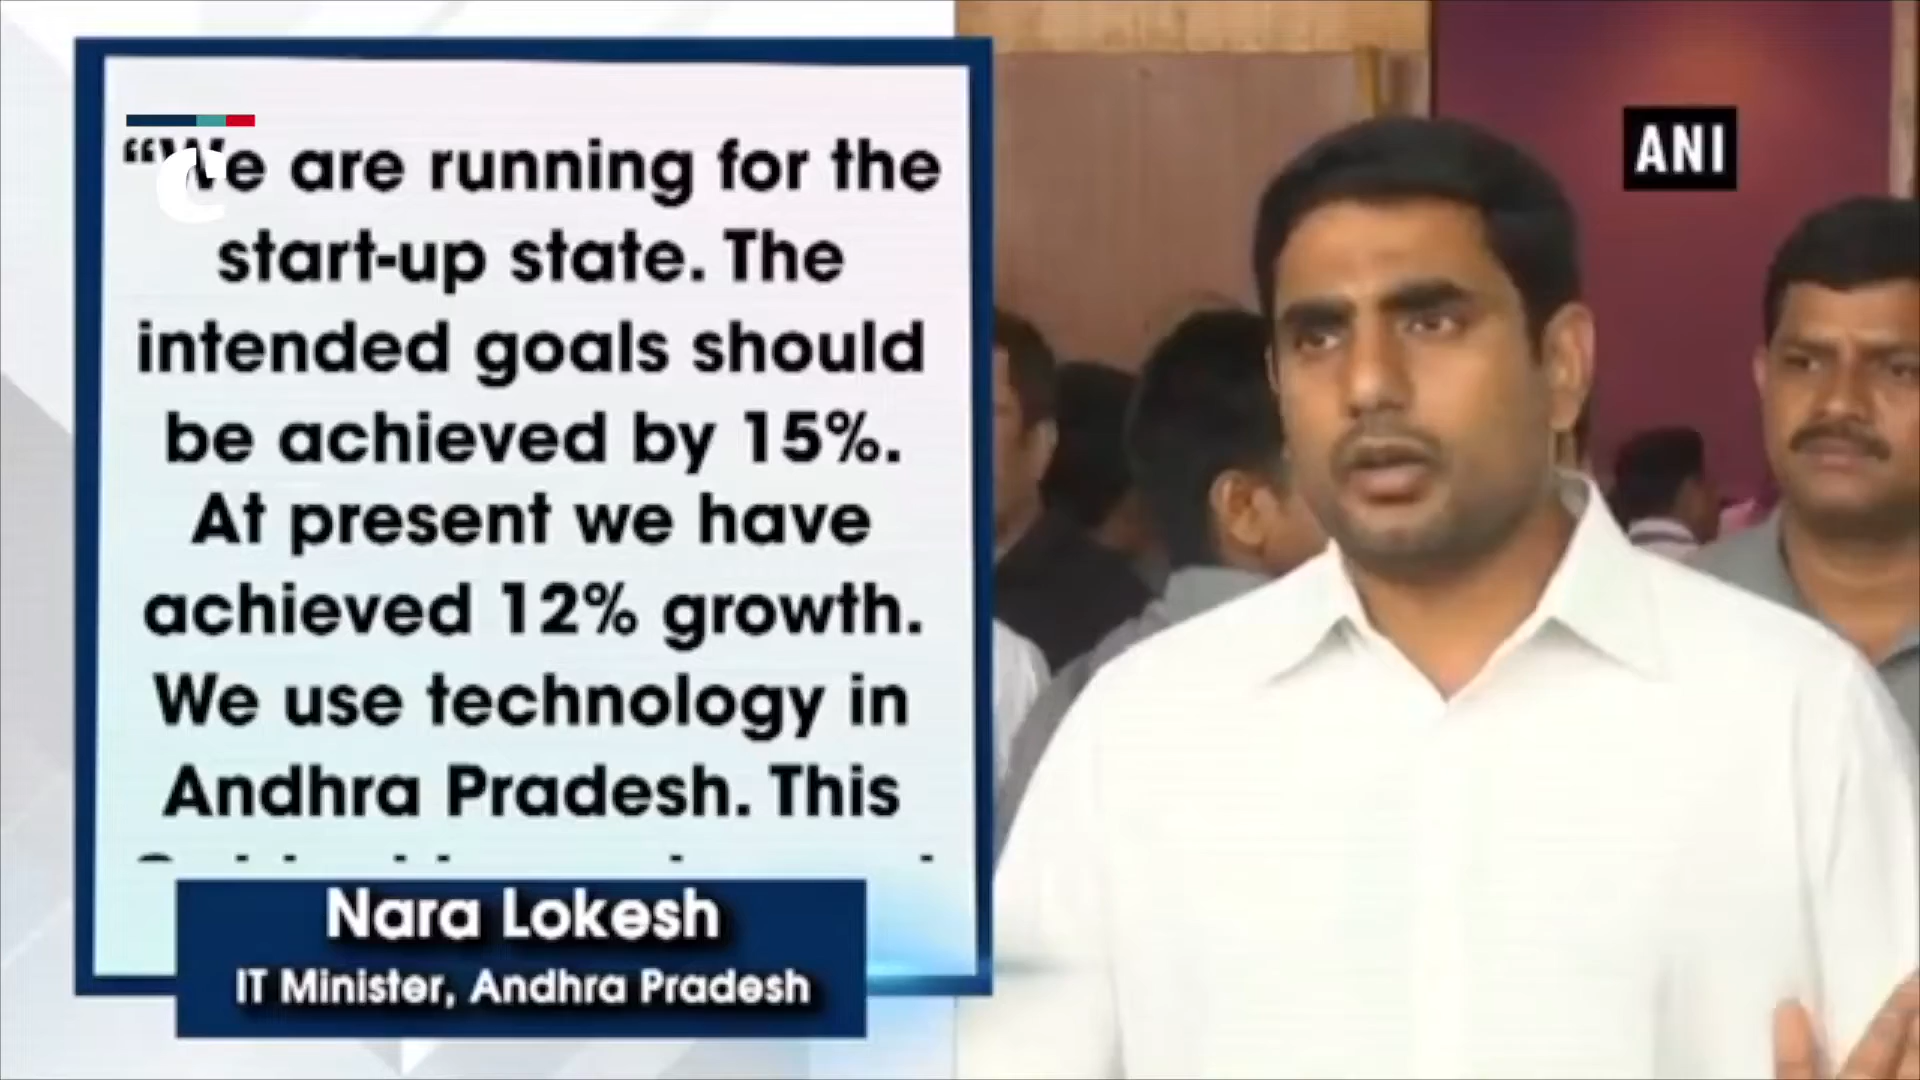 “We are running for the
start-up state. The
intended goals should
be achieved by 15%.
At present we have
achieved 12% growth.
We use technology in
Andhra Pradesh. This
Nara Lokesh
IT Minister, Andhra Pradesh
ANI